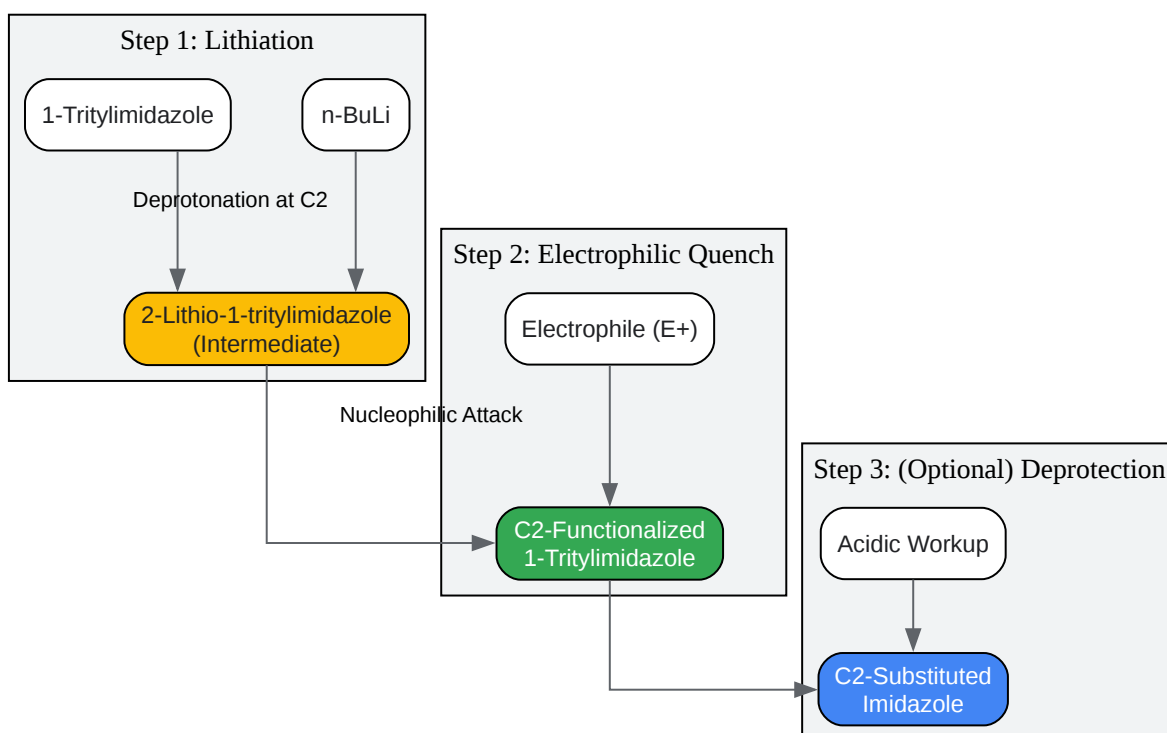 Step 1: Lithiation
1-Tritylimidazole
n-BuLi
Deprotonation at C2
2-Lithio-1-tritylimidazole
(Intermediate)
Step 2: Electrophilic Quench
Electrophile (E+)
Nucleophilic Attack
C2-Functionalized
1-Tritylimidazole
Step 3: (Optional) Deprotection
Acidic Workup
C2-Substituted
Imidazole